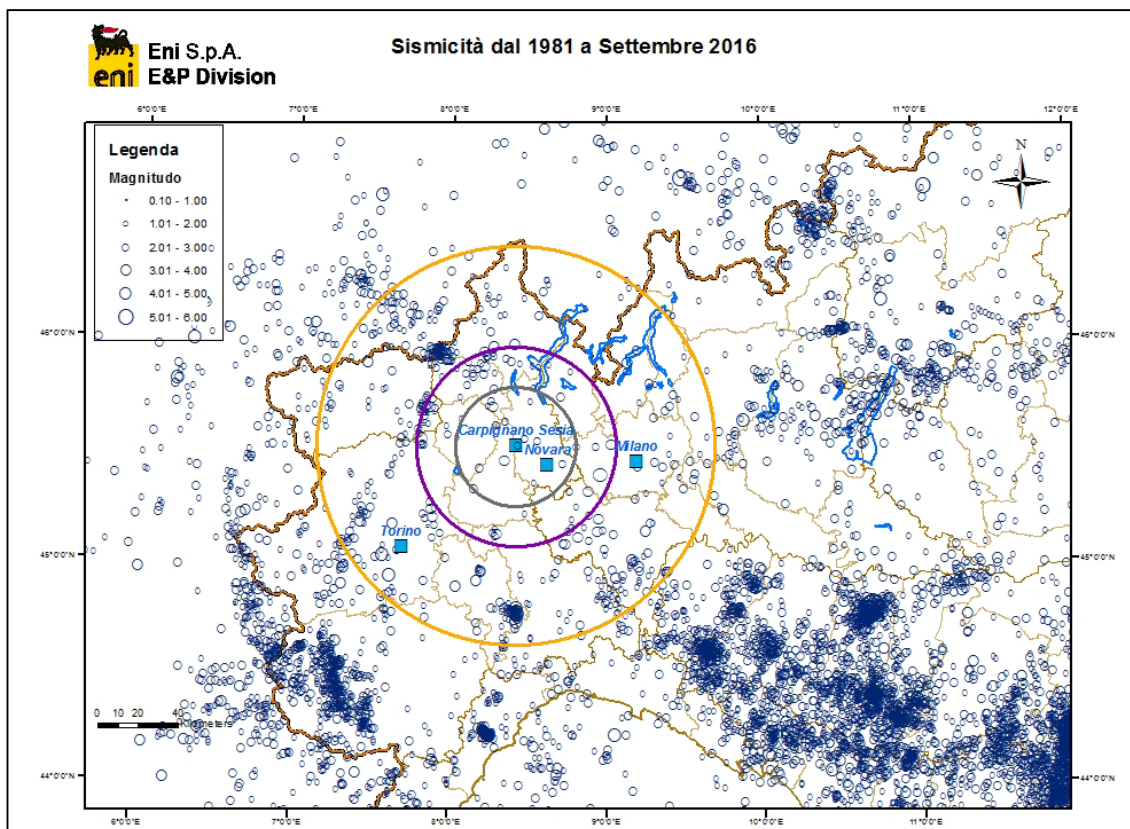 Eni S.p.A.
E&P Division
eni
Sismicità dal 1981 a Settembre 2016
6°0'0"E 7°0'0"E 8°0'0"E 9°0'0"E 10°0'0"E 11°0'0"E 12°0'0"E
Legenda
Magnitudo
0.10 - 1.00
1.01 - 2.00
2.01 - 3.00
3.01 - 4.00
4.01 - 5.00
5.01 - 6.00
N
46°0'0"N 46°0'0"N
Carpignano Sesia
Novara
Milano
Torino
45°0'0"N 45°0'0"N
0 10 20 40
Kilometers
44°0'0"N 44°0'0"N
6°0'0"E 7°0'0"E 8°0'0"E 9°0'0"E 10°0'0"E 11°0'0"E